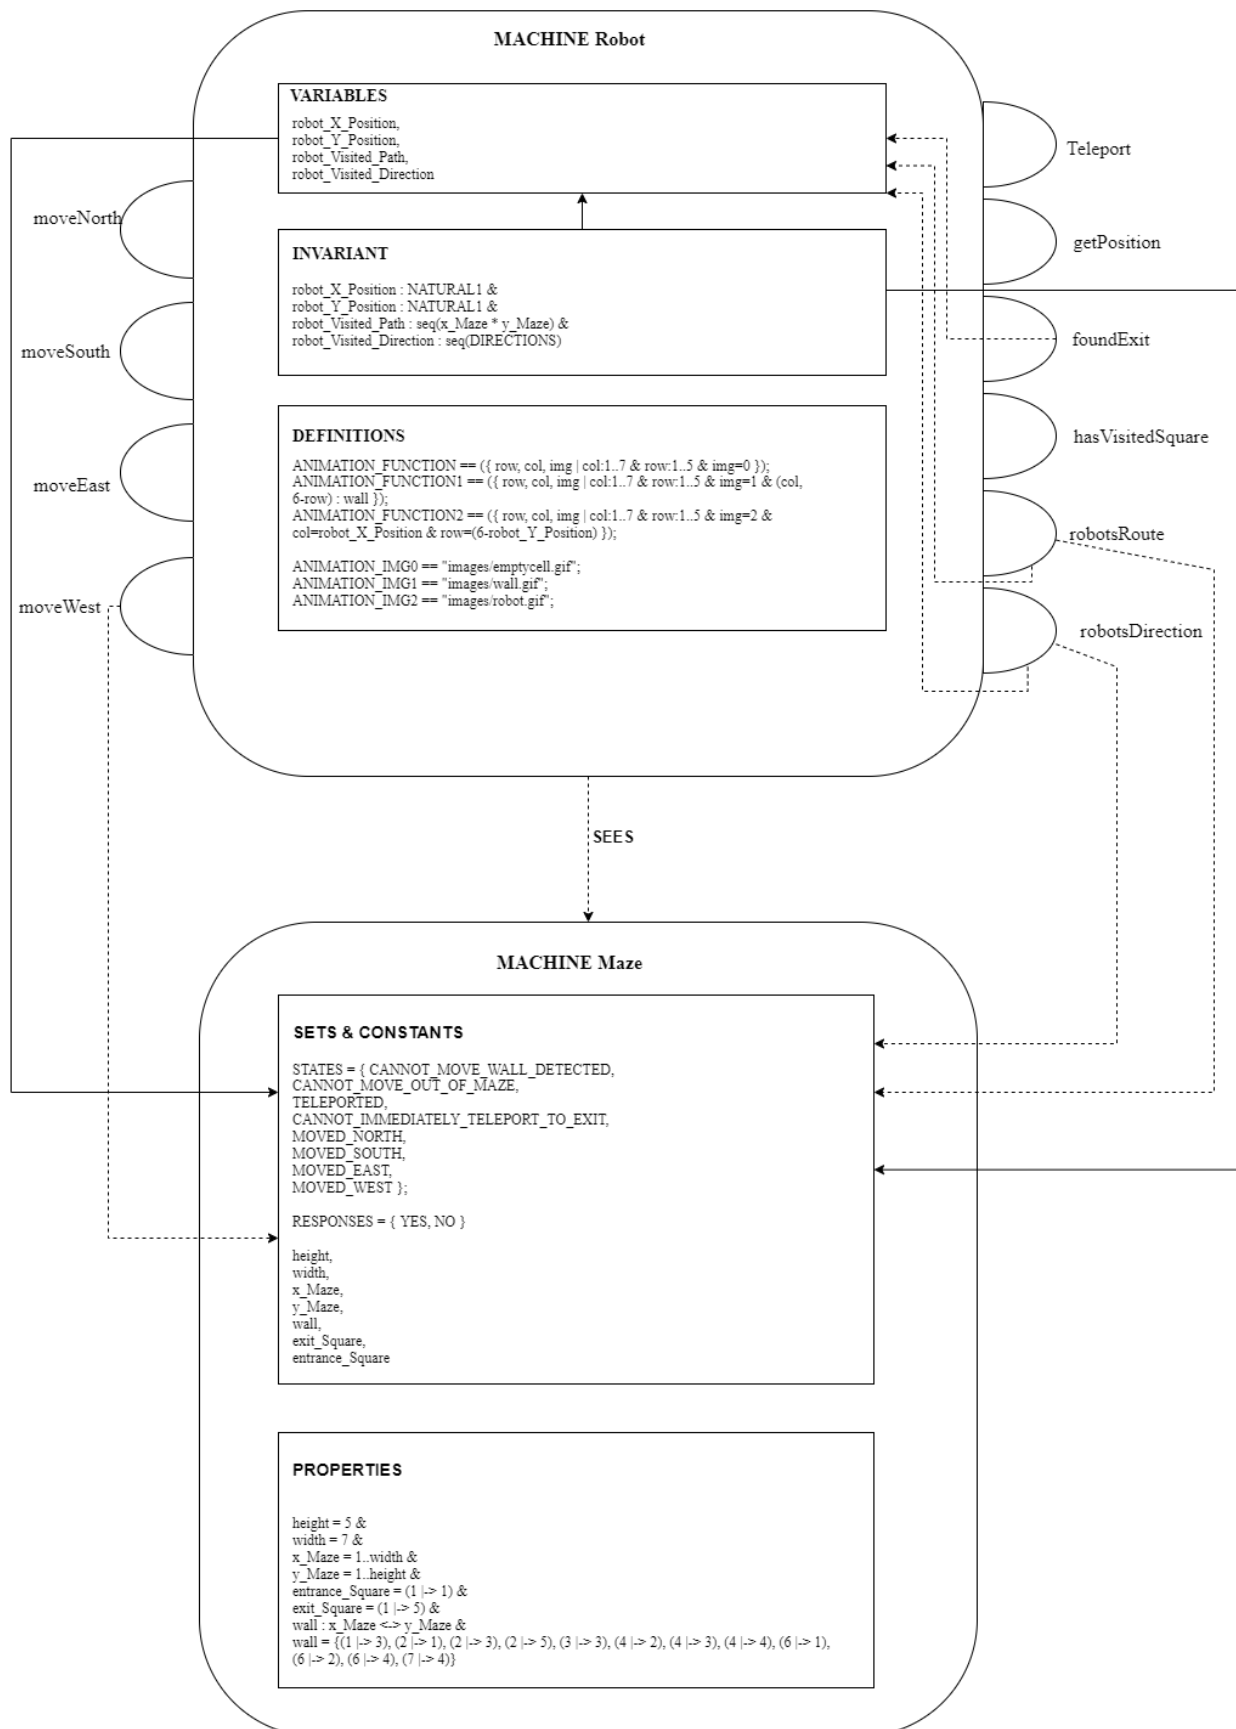 MACHINE Robot
VARIABLES
robot_X_Position,
robot_Y_Position,
robot_Visited_Path,
robot_Visited_Direction
INVARIANT
robot_X_Position : NATURAL1 &
robot_Y_Position : NATURAL1 &
robot_Visited_Path : seq(x_Maze * y_Maze) &
robot_Visited_Direction : seq(DIRECTIONS)
DEFINITIONS
ANIMATION_FUNCTION == ({ row, col, img | col:1..7 & row:1..5 & img=0 });
ANIMATION_FUNCTION1 == ({ row, col, img | col:1..7 & row:1..5 & img=1 & (col,
6-row) : wall });
ANIMATION_FUNCTION2 == ({ row, col, img | col:1..7 & row:1..5 & img=2 &
col=robot_X_Position & row=(6-robot_Y_Position) });
ANIMATION_IMG0 == "images/emptycell.gif";
ANIMATION_IMG1 == "images/wall.gif";
ANIMATION_IMG2 == "images/robot.gif";
moveNorth
moveSouth
moveEast
moveWest
Teleport
getPosition
foundExit
hasVisitedSquare
robotsRoute
robotsDirection
SEES
MACHINE Maze
SETS & CONSTANTS
STATES = { CANNOT_MOVE_WALL_DETECTED,
CANNOT_MOVE_OUT_OF_MAZE,
TELEPORTED,
CANNOT_IMMEDIATELY_TELEPORT_TO_EXIT,
MOVED_NORTH,
MOVED_SOUTH,
MOVED_EAST,
MOVED_WEST };
RESPONSES = { YES, NO }
height,
width,
x_Maze,
y_Maze,
wall,
exit_Square,
entrance_Square
PROPERTIES
height = 5 &
width = 7 &
x_Maze = 1..width &
y_Maze = 1..height &
entrance_Square = (1 |-> 1) &
exit_Square = (1 |-> 5) &
wall : x_Maze <-> y_Maze &
wall = {(1 |-> 3), (2 |-> 1), (2 |-> 3), (2 |-> 5), (3 |-> 3), (4 |-> 2), (4 |-> 3), (4 |-> 4), (6 |-> 1),
(6 |-> 2), (6 |-> 4), (7 |-> 4)}